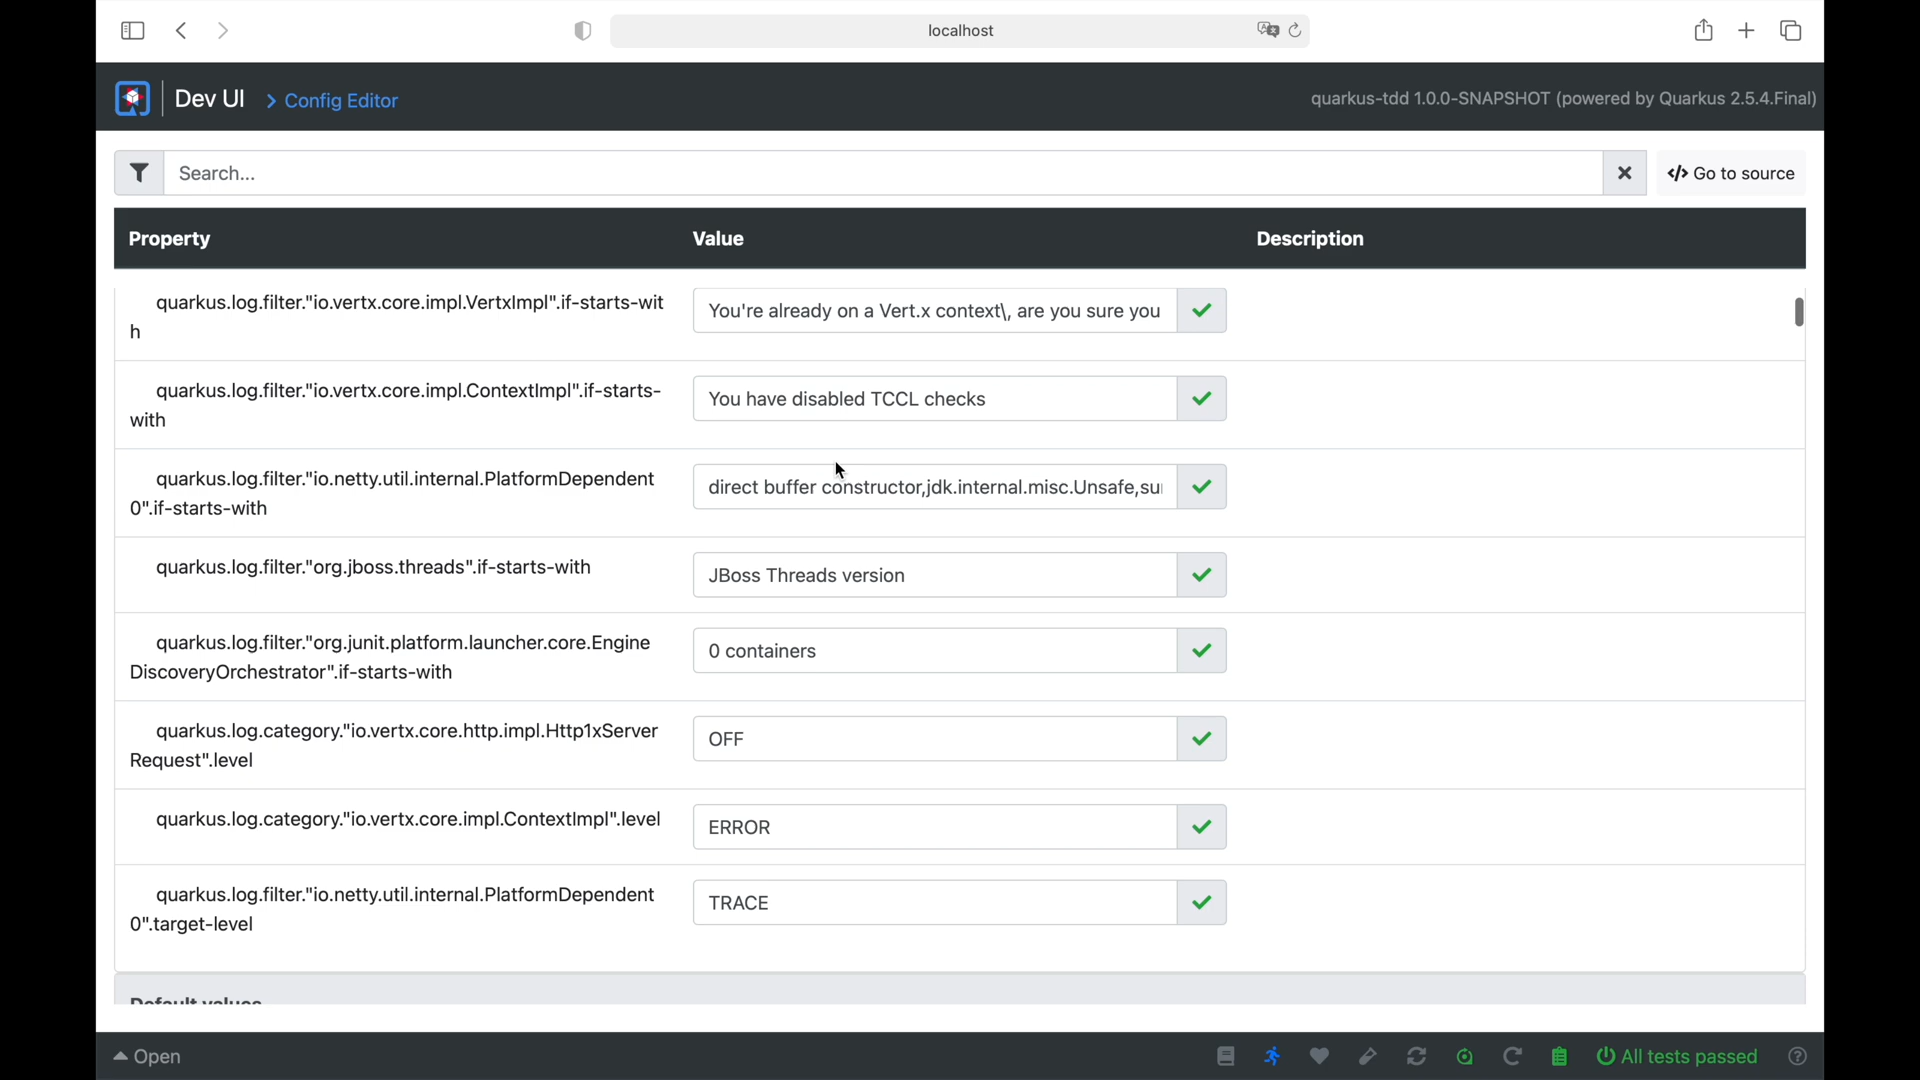 localhost
Dev UI > Config Editor
quarkus-tdd 1.0.0-SNAPSHOT (powered by Quarkus 2.5.4.Final)
Search...
Go to source
Property Value Description
quarkus.log.filter."io.vertx.core.impl.VertxImpl".if-starts-wit
h
You're already on a Vert.x context\, are you sure you
quarkus.log.filter."io.vertx.core.impl.ContextImpl".if-starts-
with
You have disabled TCCL checks
quarkus.log.filter."io.netty.util.internal.PlatformDependent
0".if-starts-with
direct buffer constructor,jdk.internal.misc.Unsafe,su
quarkus.log.filter."org.jboss.threads".if-starts-with
JBoss Threads version
quarkus.log.filter."org.junit.platform.launcher.core.Engine
DiscoveryOrchestrator".if-starts-with
0 containers
quarkus.log.category."io.vertx.core.http.impl.Http1xServer
Request".level
OFF
quarkus.log.category."io.vertx.core.impl.ContextImpl".level
ERROR
quarkus.log.filter."io.netty.util.internal.PlatformDependent
0".target-level
TRACE
Default values
Open
All tests passed